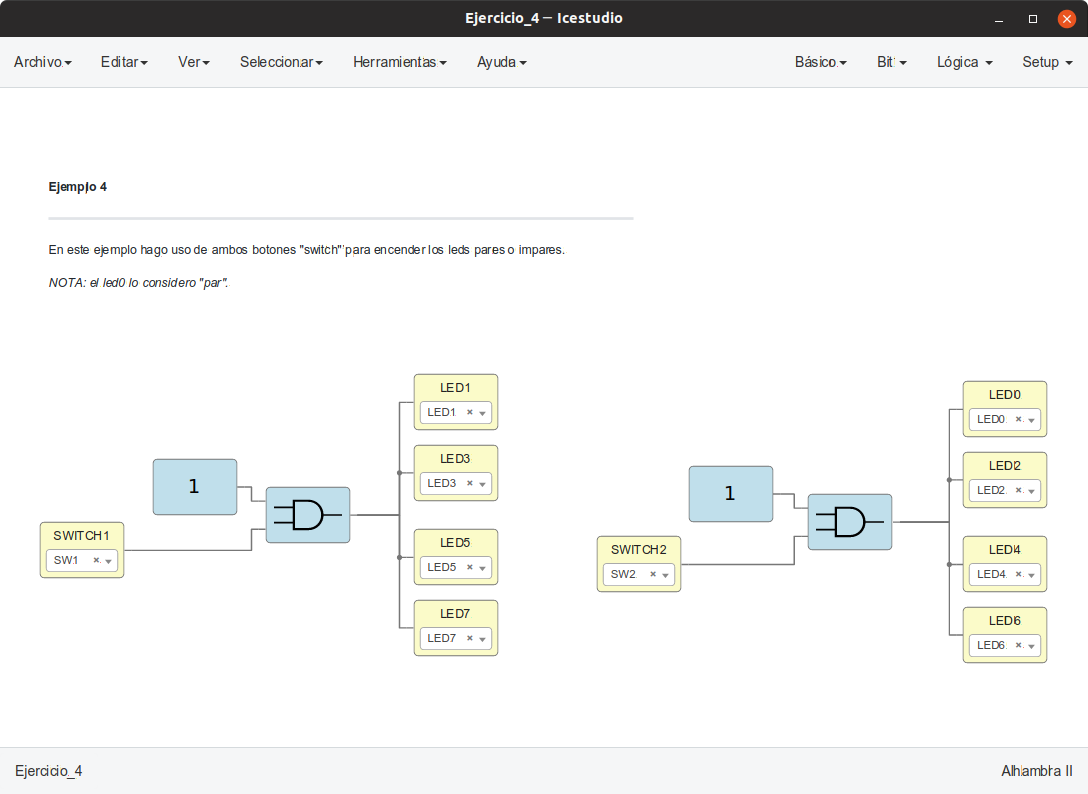 Ejercicio_4 — Icestudio
Archivo Editar Ver Seleccionar Herramientas Ayuda Básico Bit Lógica Setup
Ejemplo 4
En este ejemplo hago uso de ambos botones "switch" para encender los leds pares o impares.
NOTA: el led0 lo considero "par".
1
SWITCH1
SW1
LED1
LED1
LED3
LED3
LED5
LED5
LED7
LED7
1
SWITCH2
SW2
LED0
LED0
LED2
LED2
LED4
LED4
LED6
LED6
Ejercicio_4
Alhambra II